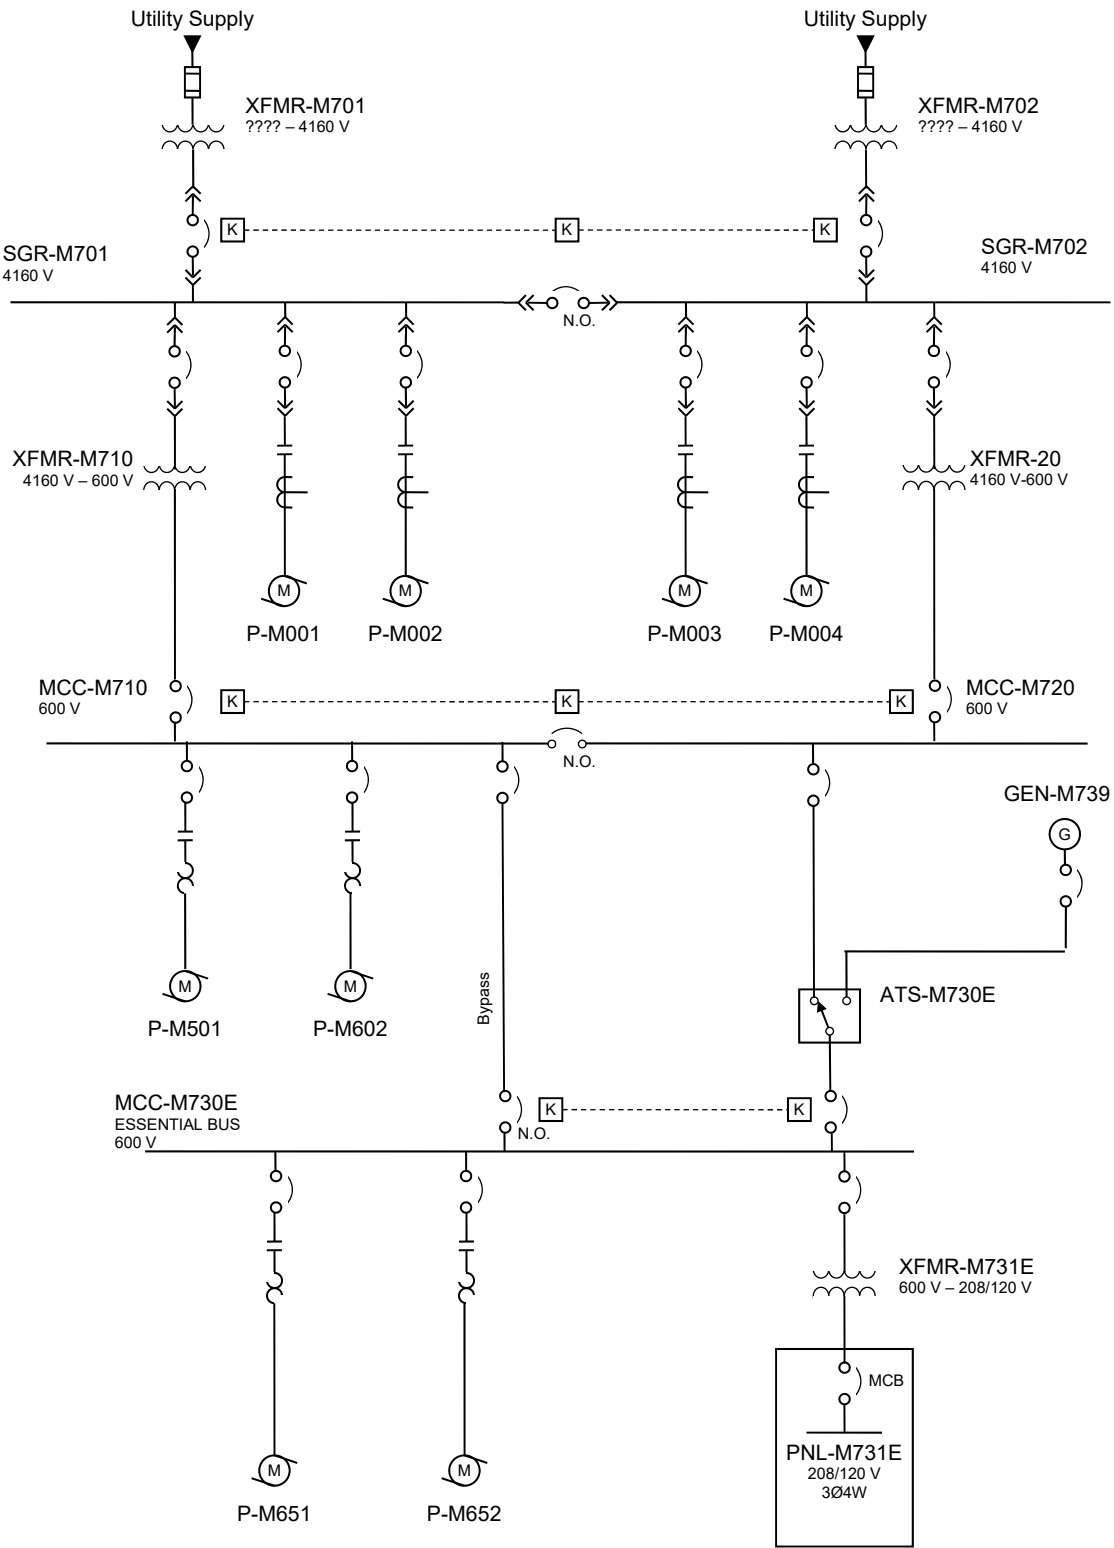 Utility Supply
Utility Supply
XFMR-M701
???? – 4160 V
XFMR-M702
???? – 4160 V
K
K
K
SGR-M701
4160 V
SGR-M702
4160 V
N.O.
XFMR-M710
4160 V – 600 V
XFMR-20
4160 V-600 V
M
M
M
M
P-M001
P-M002
P-M003
P-M004
MCC-M710
600 V
K
K
K
MCC-M720
600 V
N.O.
GEN-M739
G
M
M
P-M501
P-M602
Bypass
ATS-M730E
MCC-M730E
ESSENTIAL BUS
600 V
K
K
N.O.
XFMR-M731E
600 V – 208/120 V
MCB
PNL-M731E
208/120 V
3Ø4W
M
M
P-M651
P-M652